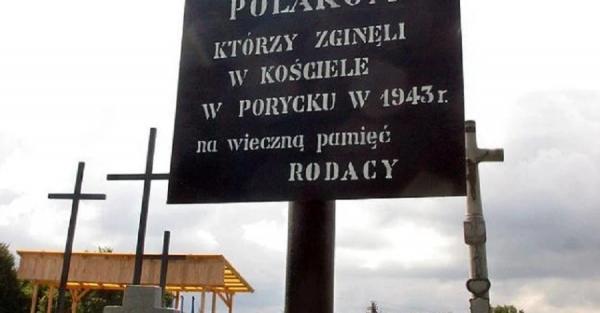 POLAKOM
KTÓRZY ZGINĘLI
W KOŚCIELE
W PORYCKU W 1943 r.
na wieczną pamięć
RODACY